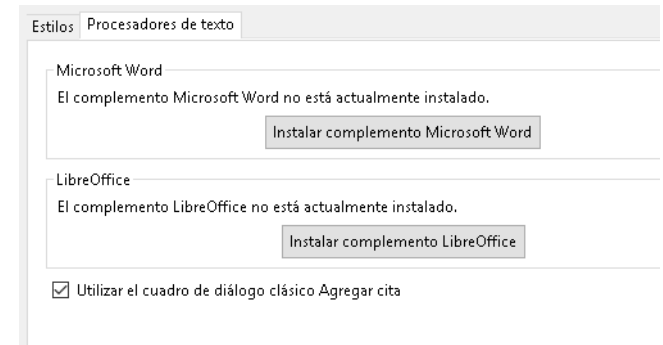 Estilos Procesadores de texto
Microsoft Word
El complemento Microsoft Word no está actualmente instalado.
Instalar complemento Microsoft Word
LibreOffice
El complemento LibreOffice no está actualmente instalado.
Instalar complemento LibreOffice
Utilizar el cuadro de diálogo clásico Agregar cita